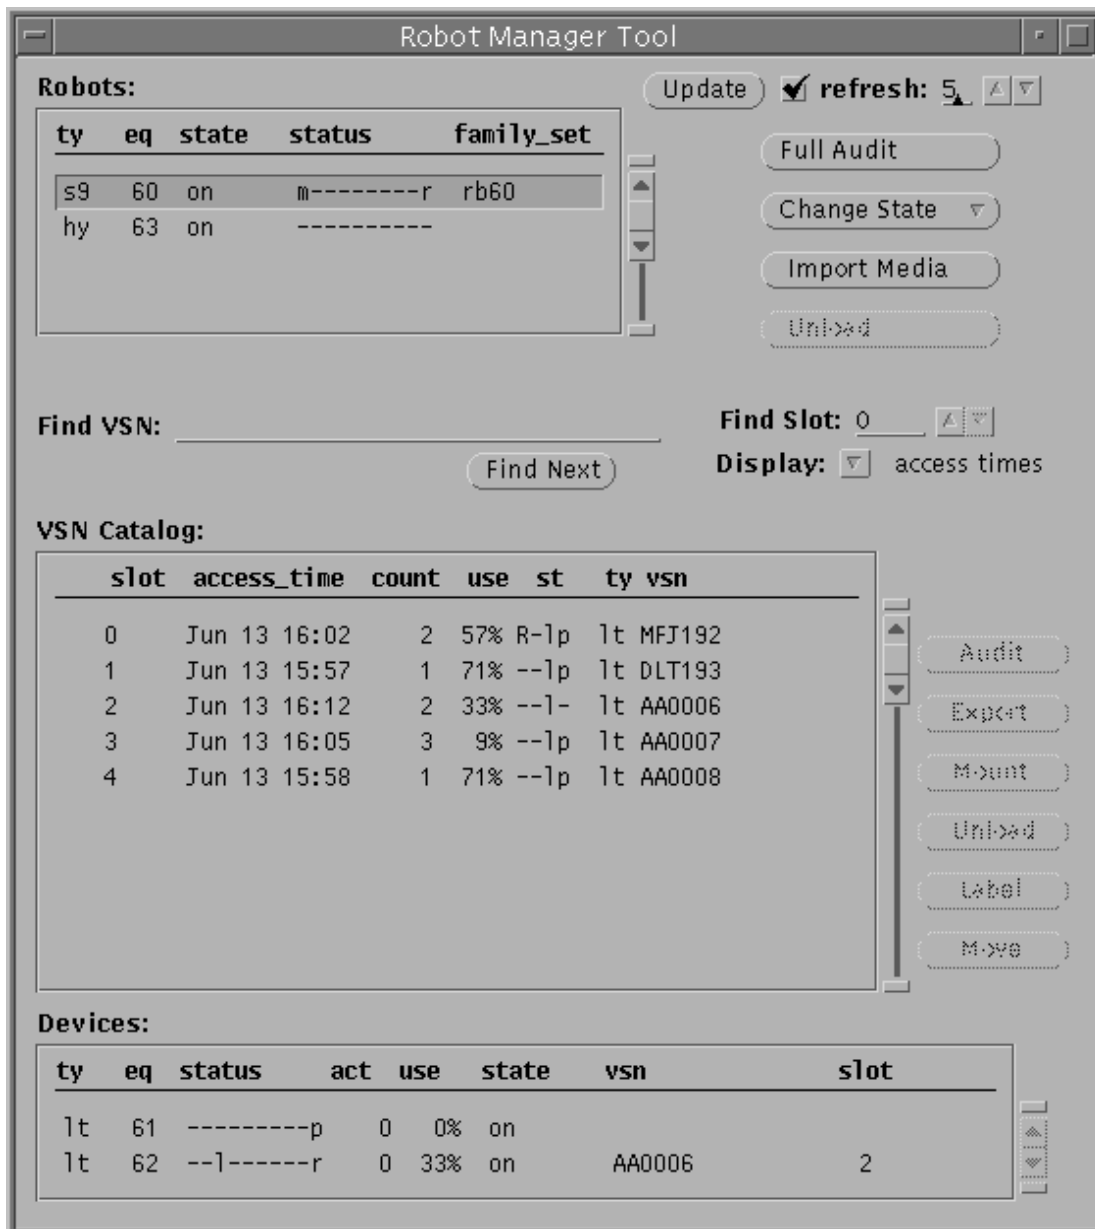 Robot Manager Tool
Robots:
Update refresh: 5
ty eq state status family_set
s9 60 on m--------r rb60
hy 63 on ----------
Full Audit
Change State
Import Media
Unload
Find VSN:
Find Slot: 0
Find Next
Display: access times
VSN Catalog:
slot access_time count use st ty vsn
0 Jun 13 16:02 2 57% R-lp lt MFJ192
1 Jun 13 15:57 1 71% --lp lt DLT193
2 Jun 13 16:12 2 33% --l- lt AA0006
3 Jun 13 16:05 3 9% --lp lt AA0007
4 Jun 13 15:58 1 71% --lp lt AA0008
Audit
Export
Mount
Unload
Label
Move
Devices:
ty eq status act use state vsn slot
lt 61 ---------p 0 0% on
lt 62 --l------r 0 33% on AA0006 2